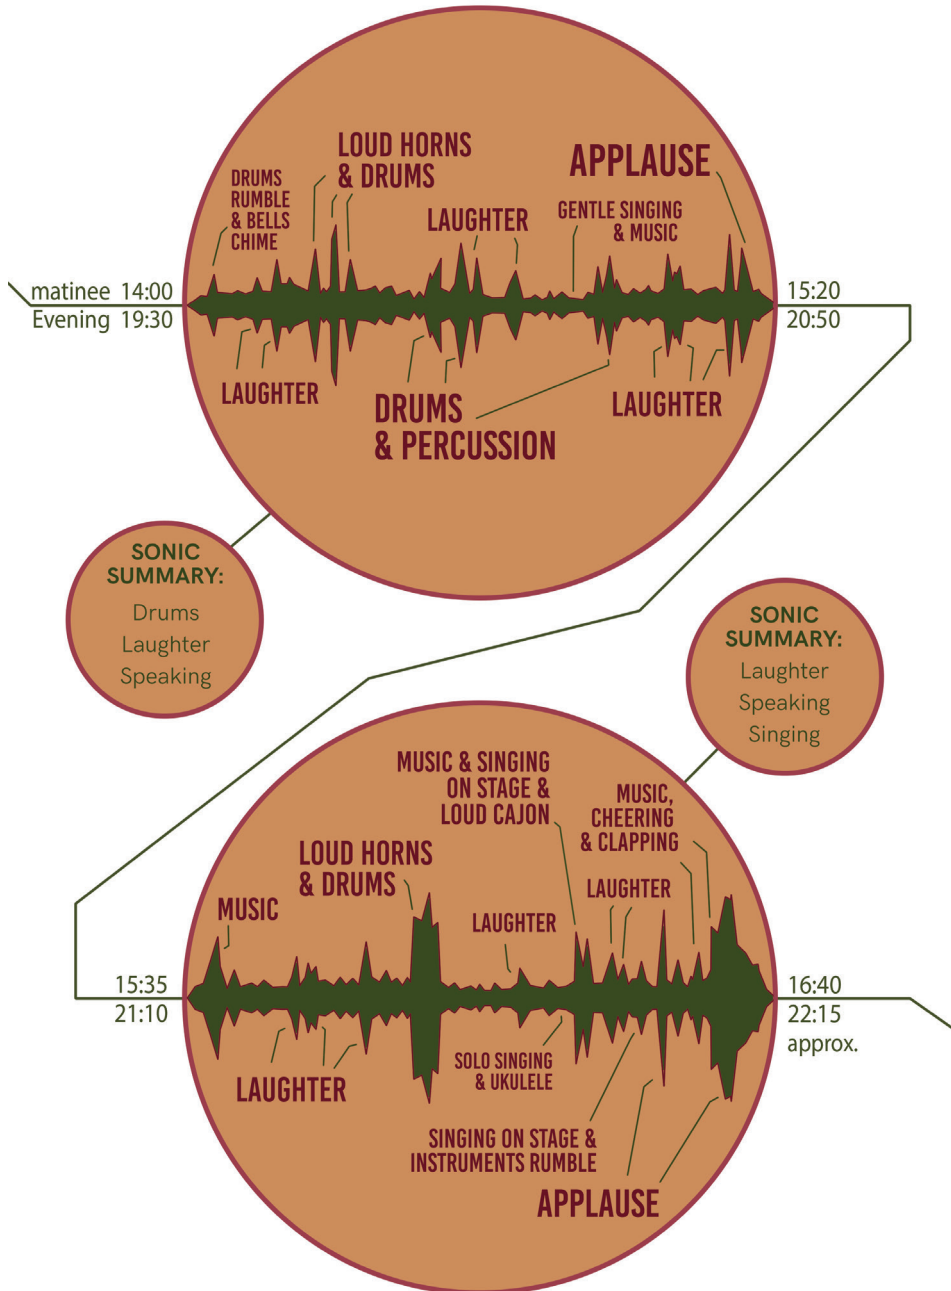 DRUMS
RUMBLE
& BELLS
CHIME
LOUD HORNS
& DRUMS
LAUGHTER
GENTLE SINGING
& MUSIC
APPLAUSE
matinee 14:00
Evening 19:30
15:20
20:50
LAUGHTER
DRUMS
& PERCUSSION
LAUGHTER
SONIC
SUMMARY:
Drums
Laughter
Speaking
SONIC
SUMMARY:
Laughter
Speaking
Singing
MUSIC
LOUD HORNS
& DRUMS
LAUGHTER
MUSIC & SINGING
ON STAGE &
LOUD CAJON
LAUGHTER
MUSIC,
CHEERING
& CLAPPING
15:35
21:10
16:40
22:15
approx.
LAUGHTER
SOLO SINGING
& UKULELE
SINGING ON STAGE &
INSTRUMENTS RUMBLE
APPLAUSE